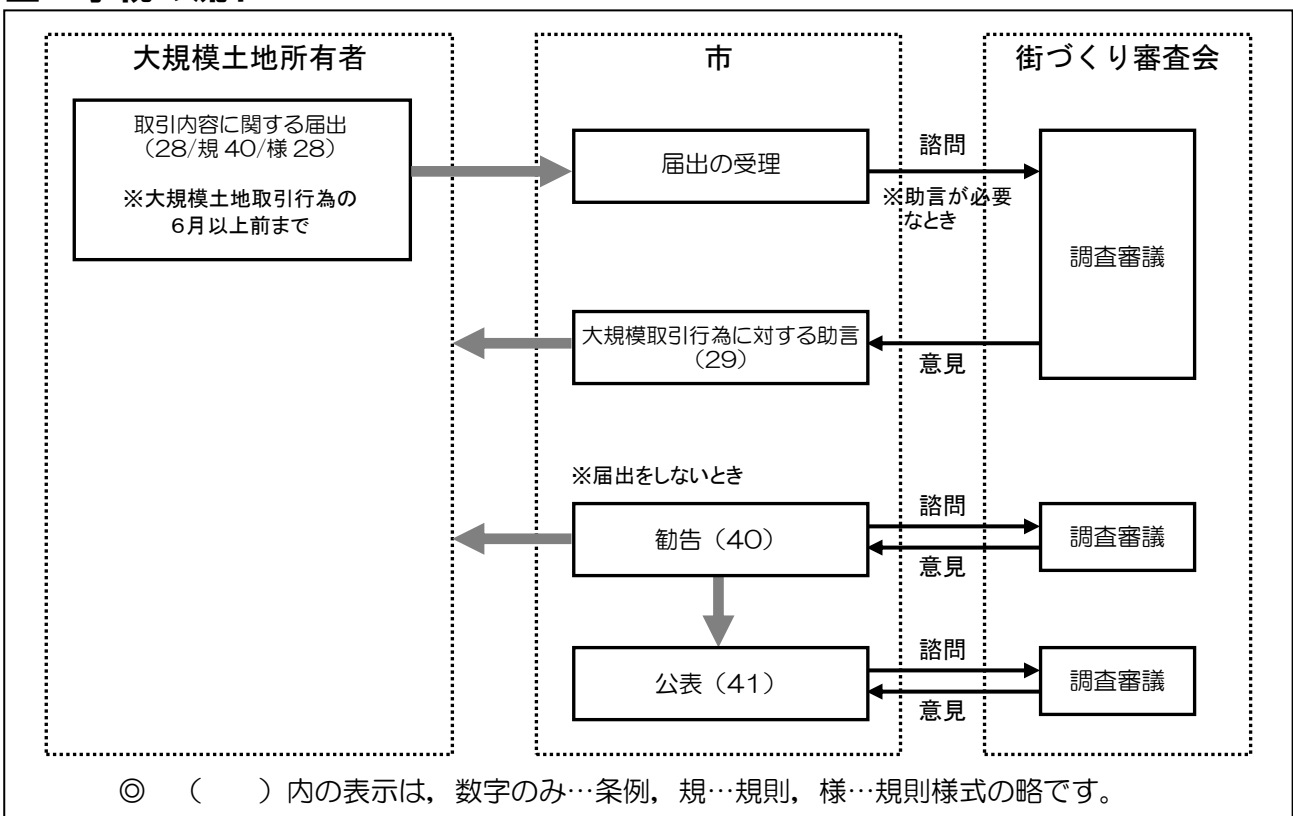 大規模土地所有者
市
街づくり審査会
取引内容に関する届出
(28/規 40/様 28)
※大規模土地取引行為の
6月以上前まで
届出の受理
諮問
※助言が必要
なとき
調査審議
大規模取引行為に対する助言
(29)
意見
※届出をしないとき
勧告(40)
諮問
意見
調査審議
公表(41)
諮問
意見
調査審議
◎ ( )内の表示は,数字のみ…条例,規…規則,様…規則様式の略です。